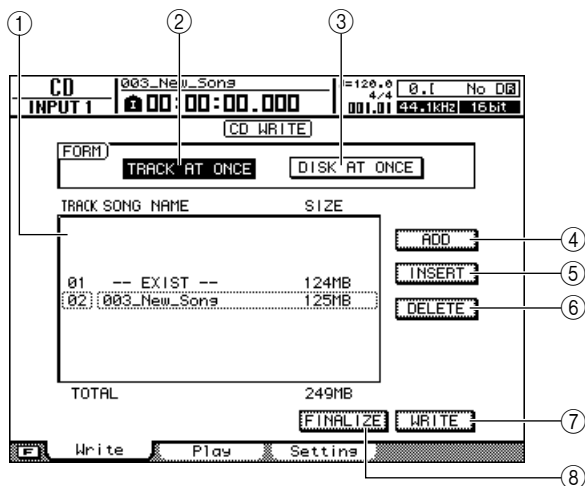 ① ② ③
CD 003_New_Song ♩=120.0 0.[ No DB
INPUT 1 00:00:00.000 4/4 001.01 44.1kHz 16bit
CD WRITE
FORM
TRACK AT ONCE DISK AT ONCE
TRACK SONG NAME SIZE
ADD ④
INSERT ⑤
01 -- EXIST -- 124MB
02 003_New_Song 125MB
DELETE ⑥
TOTAL 249MB
FINALIZE WRITE ⑦
F Write Play Setting
⑧